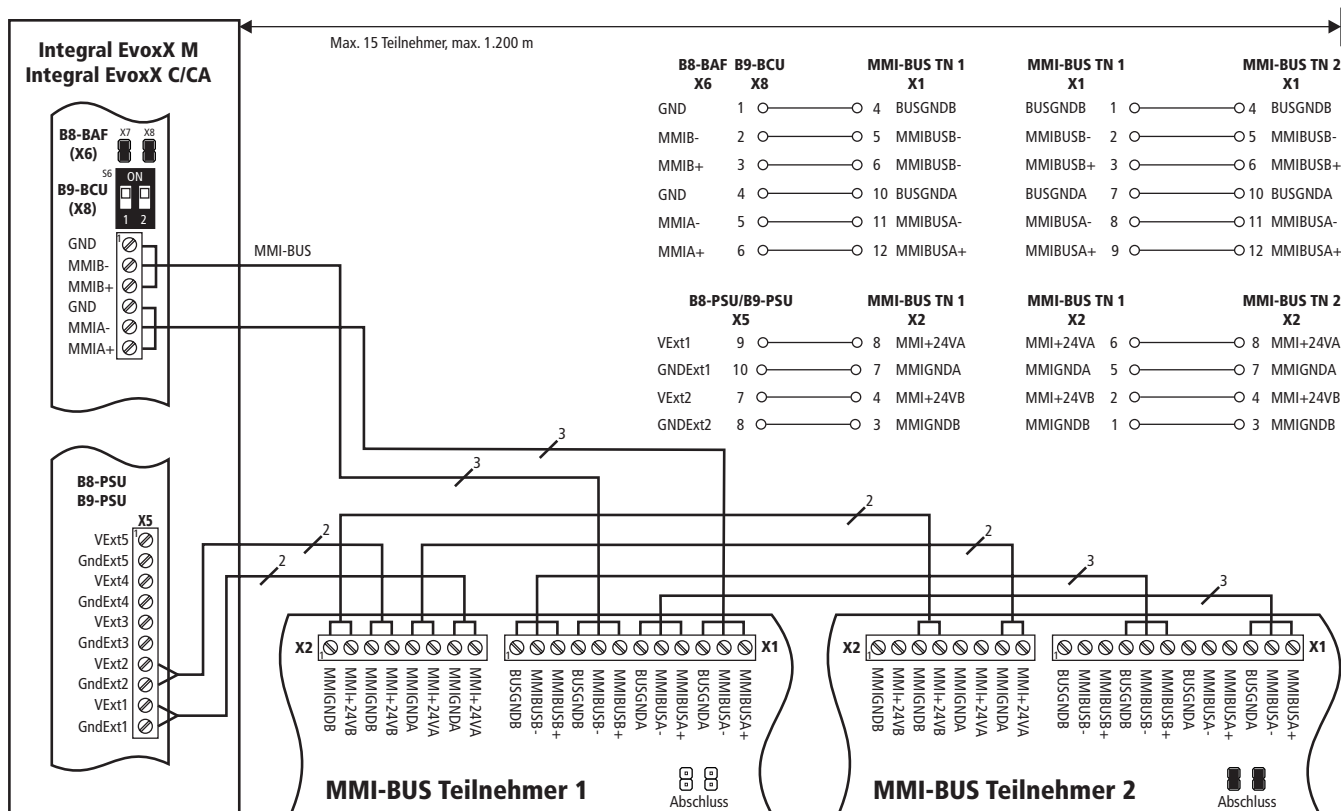 Integral EvoxX M
Integral EvoxX C/CA
Max. 15 Teilnehmer, max. 1.200 m
B8-BAF B9-BCU MMI-BUS TN 1
X6 X8 X1
GND 1 4 BUSGNDB
MMIB- 2 5 MMIBUSB-
MMIB+ 3 6 MMIBUSB-
GND 4 10 BUSGNDA
MMIA- 5 11 MMIBUSA-
MMIA+ 6 12 MMIBUSA+
MMI-BUS TN 1 MMI-BUS TN 2
X1 X1
BUSGNDB 1 4 BUSGNDB
MMIBUSB- 2 5 MMIBUSB-
MMIBUSB+ 3 6 MMIBUSB+
BUSGNDA 7 10 BUSGNDA
MMIBUSA- 8 11 MMIBUSA-
MMIBUSA+ 9 12 MMIBUSA+
B8-PSU/B9-PSU MMI-BUS TN 1
X5 X2
VExt1 9 8 MMI+24VA
GNDExt1 10 7 MMIGNDA
VExt2 7 4 MMI+24VB
GNDExt2 8 3 MMIGNDB
MMI-BUS TN 1 MMI-BUS TN 2
X2 X2
MMI+24VA 6 8 MMI+24VA
MMIGNDA 5 7 MMIGNDA
MMI+24VB 2 4 MMI+24VB
MMIGNDB 1 3 MMIGNDB
B8-BAF X7 X8
(X6)
S6 ON
B9-BCU
(X8)
1 2
GND 1
MMIB-
MMIB+
GND
MMIA-
MMIA+
MMI-BUS
3
3
2
2
2
2
3
3
B8-PSU
B9-PSU
X5
VExt5 1
GndExt5
VExt4
GndExt4
VExt3
GndExt3
VExt2
GndExt2
VExt1
GndExt1
X2 1
MMIGNDB
MMI+24VB
MMIGNDB
MMI+24VB
MMIGNDA
MMI+24VA
MMIGNDA
MMI+24VA
1 X1
BUSGNDB
MMIBUSB-
MMIBUSB+
BUSGNDB
MMIBUSB-
MMIBUSB+
BUSGNDA
MMIBUSA-
MMIBUSA+
BUSGNDA
MMIBUSA-
MMIBUSA+
MMI-BUS Teilnehmer 1
Abschluss
X2 1
MMIGNDB
MMI+24VB
MMIGNDB
MMI+24VB
MMIGNDA
MMI+24VA
MMIGNDA
MMI+24VA
1 X1
BUSGNDB
MMIBUSB-
MMIBUSB+
BUSGNDB
MMIBUSB-
MMIBUSB+
BUSGNDA
MMIBUSA-
MMIBUSA+
BUSGNDA
MMIBUSA-
MMIBUSA+
MMI-BUS Teilnehmer 2
Abschluss